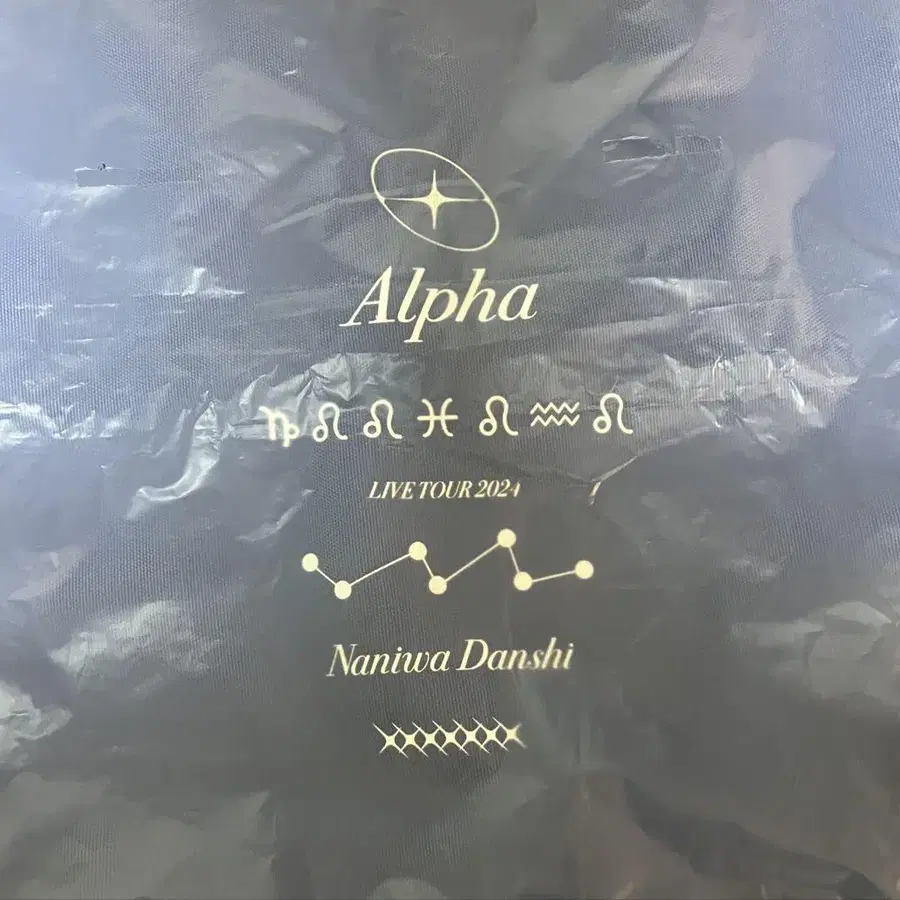 Alpha
♑♌♌♓♌♒♌
LIVE TOUR 2024
Naniwa Danshi